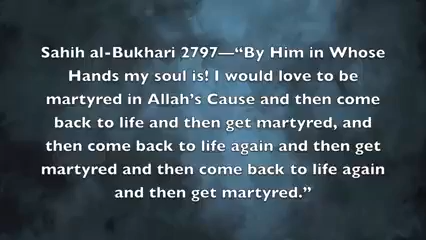 Sahih al-Bukhari 2797—“By Him in Whose
Hands my soul is! I would love to be
martyred in Allah’s Cause and then come
back to life and then get martyred, and
then come back to life again and then get
martyred and then come back to life again
and then get martyred.”